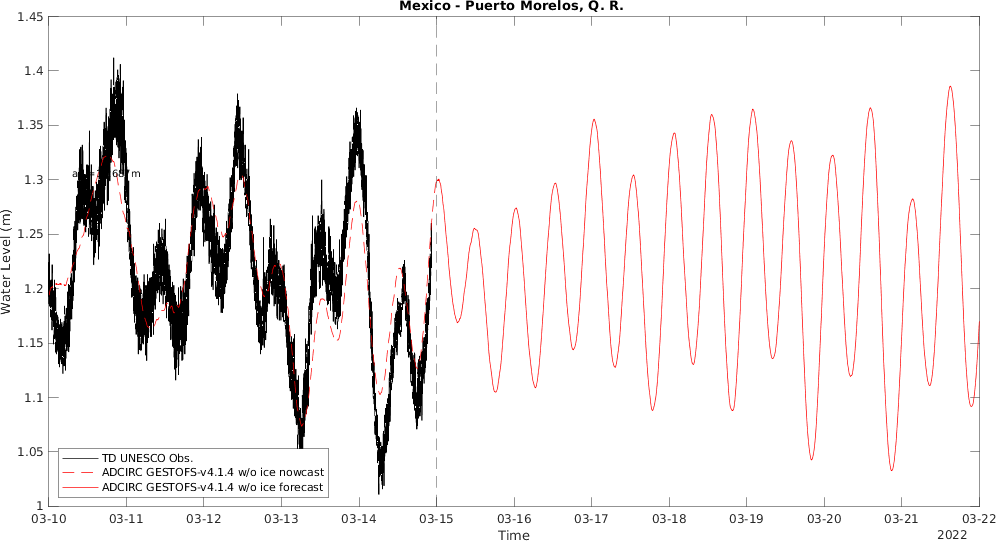 Mexico - Puerto Morelos, Q. R.
1.45
1.4
1.35
1.3
1.25
1.2
1.15
1.1
1.05
1
Water Level (m)
TD UNESCO Obs.
ADCIRC GESTOFS-v4.1.4 w/o ice nowcast
ADCIRC GESTOFS-v4.1.4 w/o ice forecast
03-10 03-11 03-12 03-13 03-14 03-15 03-16 03-17 03-18 03-19 03-20 03-21 03-22
Time
2022